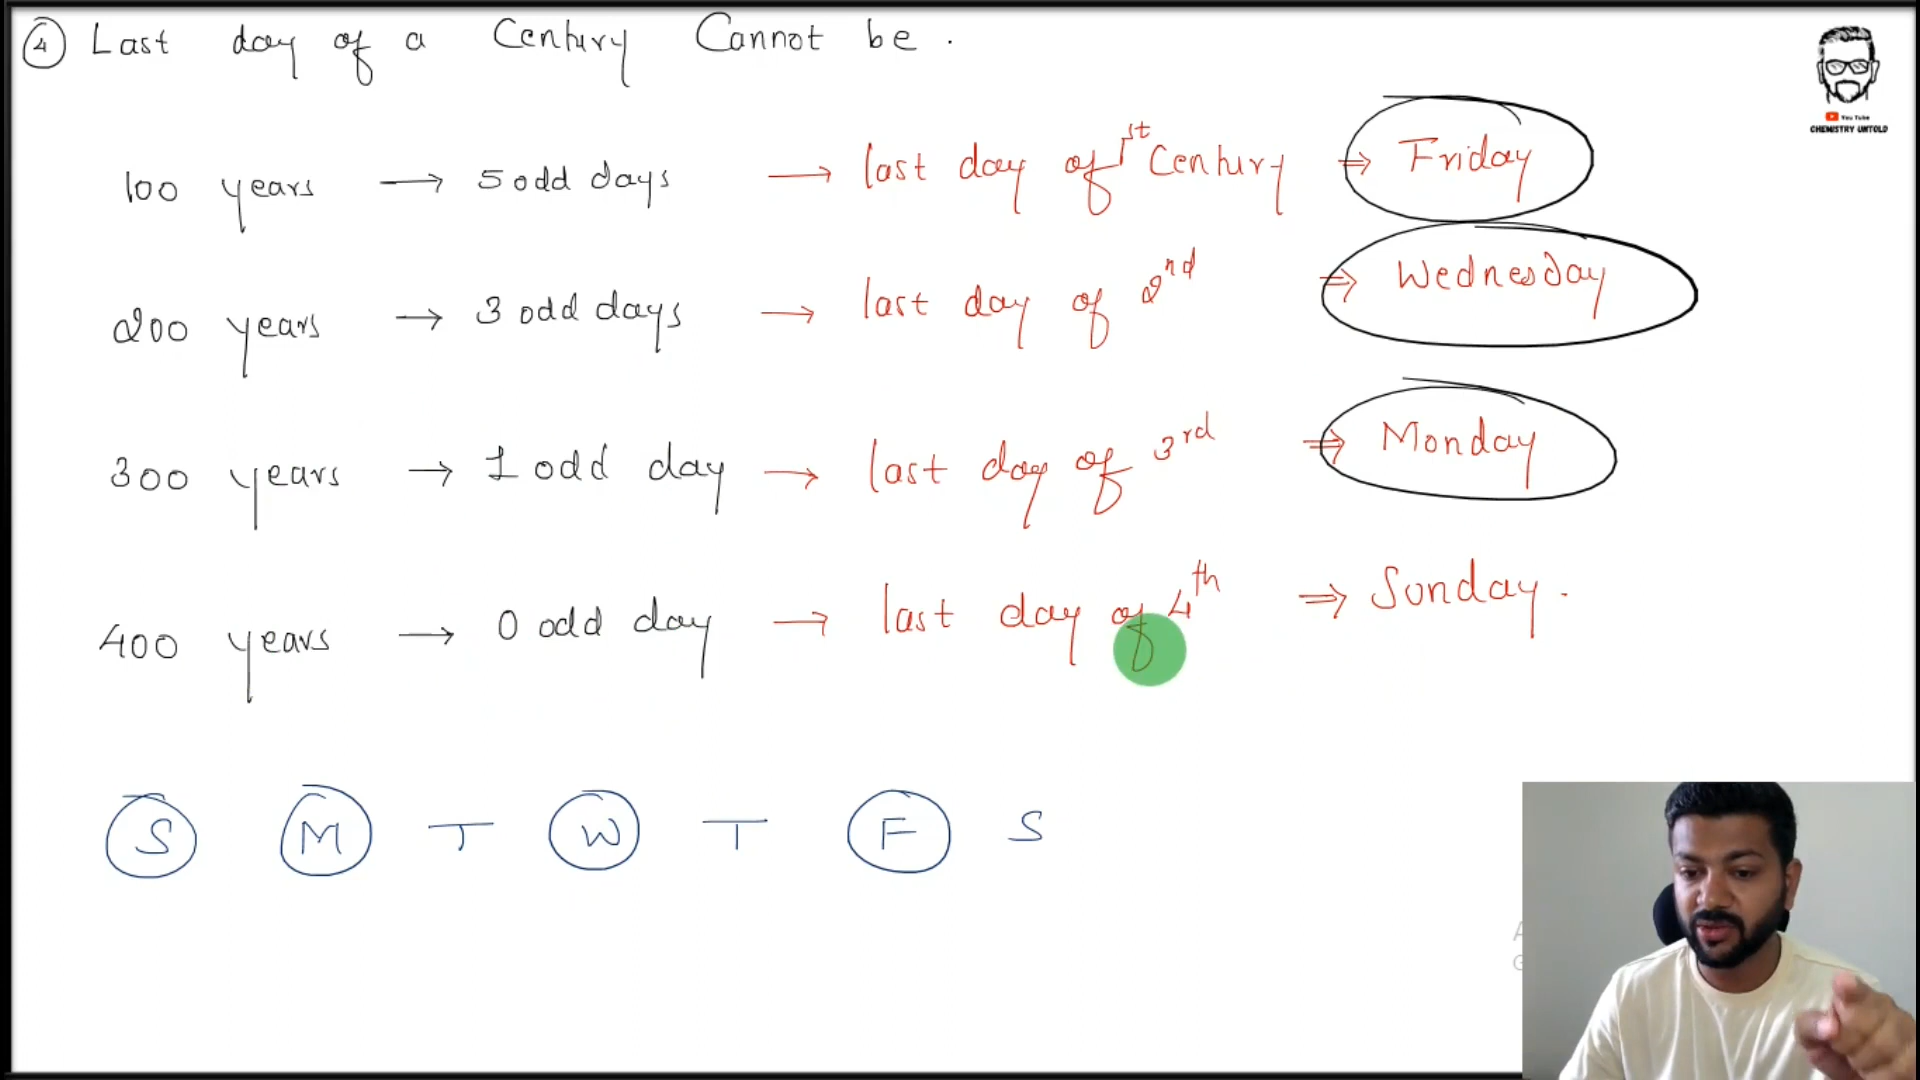 ④ Last day of a Century Cannot be.
You Tube
CHEMISTRY UNTOLD
100 years → 5 odd days → last day of 1st Century ⇒ Friday
200 years → 3 odd days → last day of 2nd ⇒ Wednesday
300 years → 1 odd day → last day of 3rd ⇒ Monday
400 years → 0 odd day → last day of 4th ⇒ Sunday.
S M T W T F S